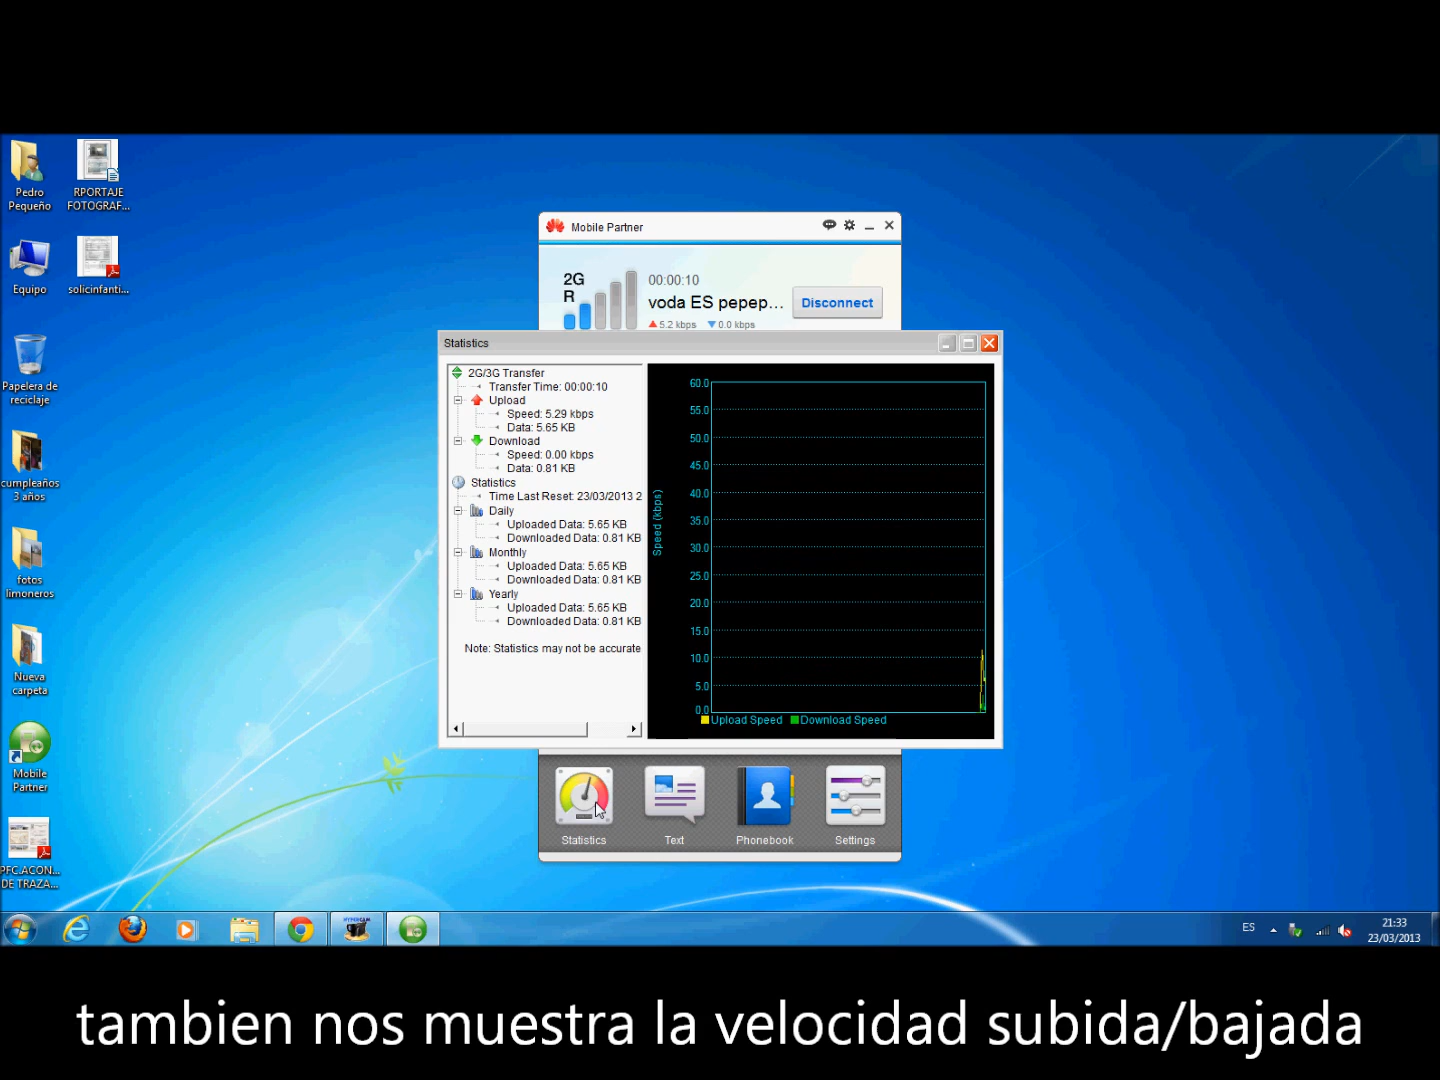 Pedro
Pequeño
RPORTAJE
FOTOGRAF...
Equipo
solicinfanti...
Papelera de
reciclaje
cumpleaños
3 años
fotos
limoneros
Nueva
carpeta
Mobile
Partner
PFC.ACON...
DE TRAZA...
Mobile Partner
2G
R
00:00:10
voda ES pepep...
Disconnect
5.2 kbps 0.0 kbps
Statistics
2G/3G Transfer
Transfer Time: 00:00:10
Upload
Speed: 5.29 kbps
Data: 5.65 KB
Download
Speed: 0.00 kbps
Data: 0.81 KB
Statistics
Time Last Reset: 23/03/2013 2
Daily
Uploaded Data: 5.65 KB
Downloaded Data: 0.81 KB
Monthly
Uploaded Data: 5.65 KB
Downloaded Data: 0.81 KB
Yearly
Uploaded Data: 5.65 KB
Downloaded Data: 0.81 KB
Note: Statistics may not be accurate
Speed (kbps)
60.0
55.0
50.0
45.0
40.0
35.0
30.0
25.0
20.0
15.0
10.0
5.0
0.0
Upload Speed Download Speed
Statistics Text Phonebook Settings
HYPERCAM
ES
21:33
23/03/2013
tambien nos muestra la velocidad subida/bajada